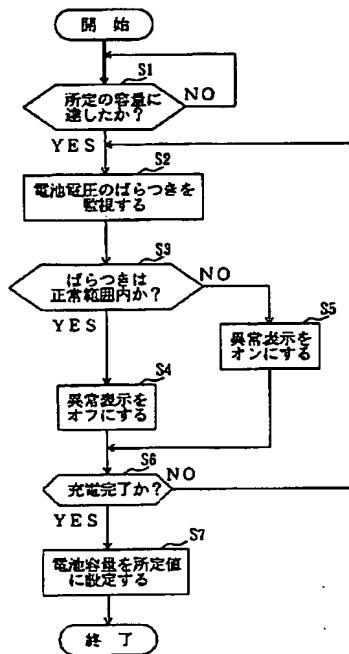 開 始
S1
所定の容量に
達したか？
NO
YES
S2
電池電圧のばらつきを
監視する
S3
ばらつきは
正常範囲内か？
NO
YES
S5
異常表示を
オンにする
S4
異常表示を
オフにする
S6
充電完了か？
NO
YES
S7
電池容量を所定値
に設定する
終 了